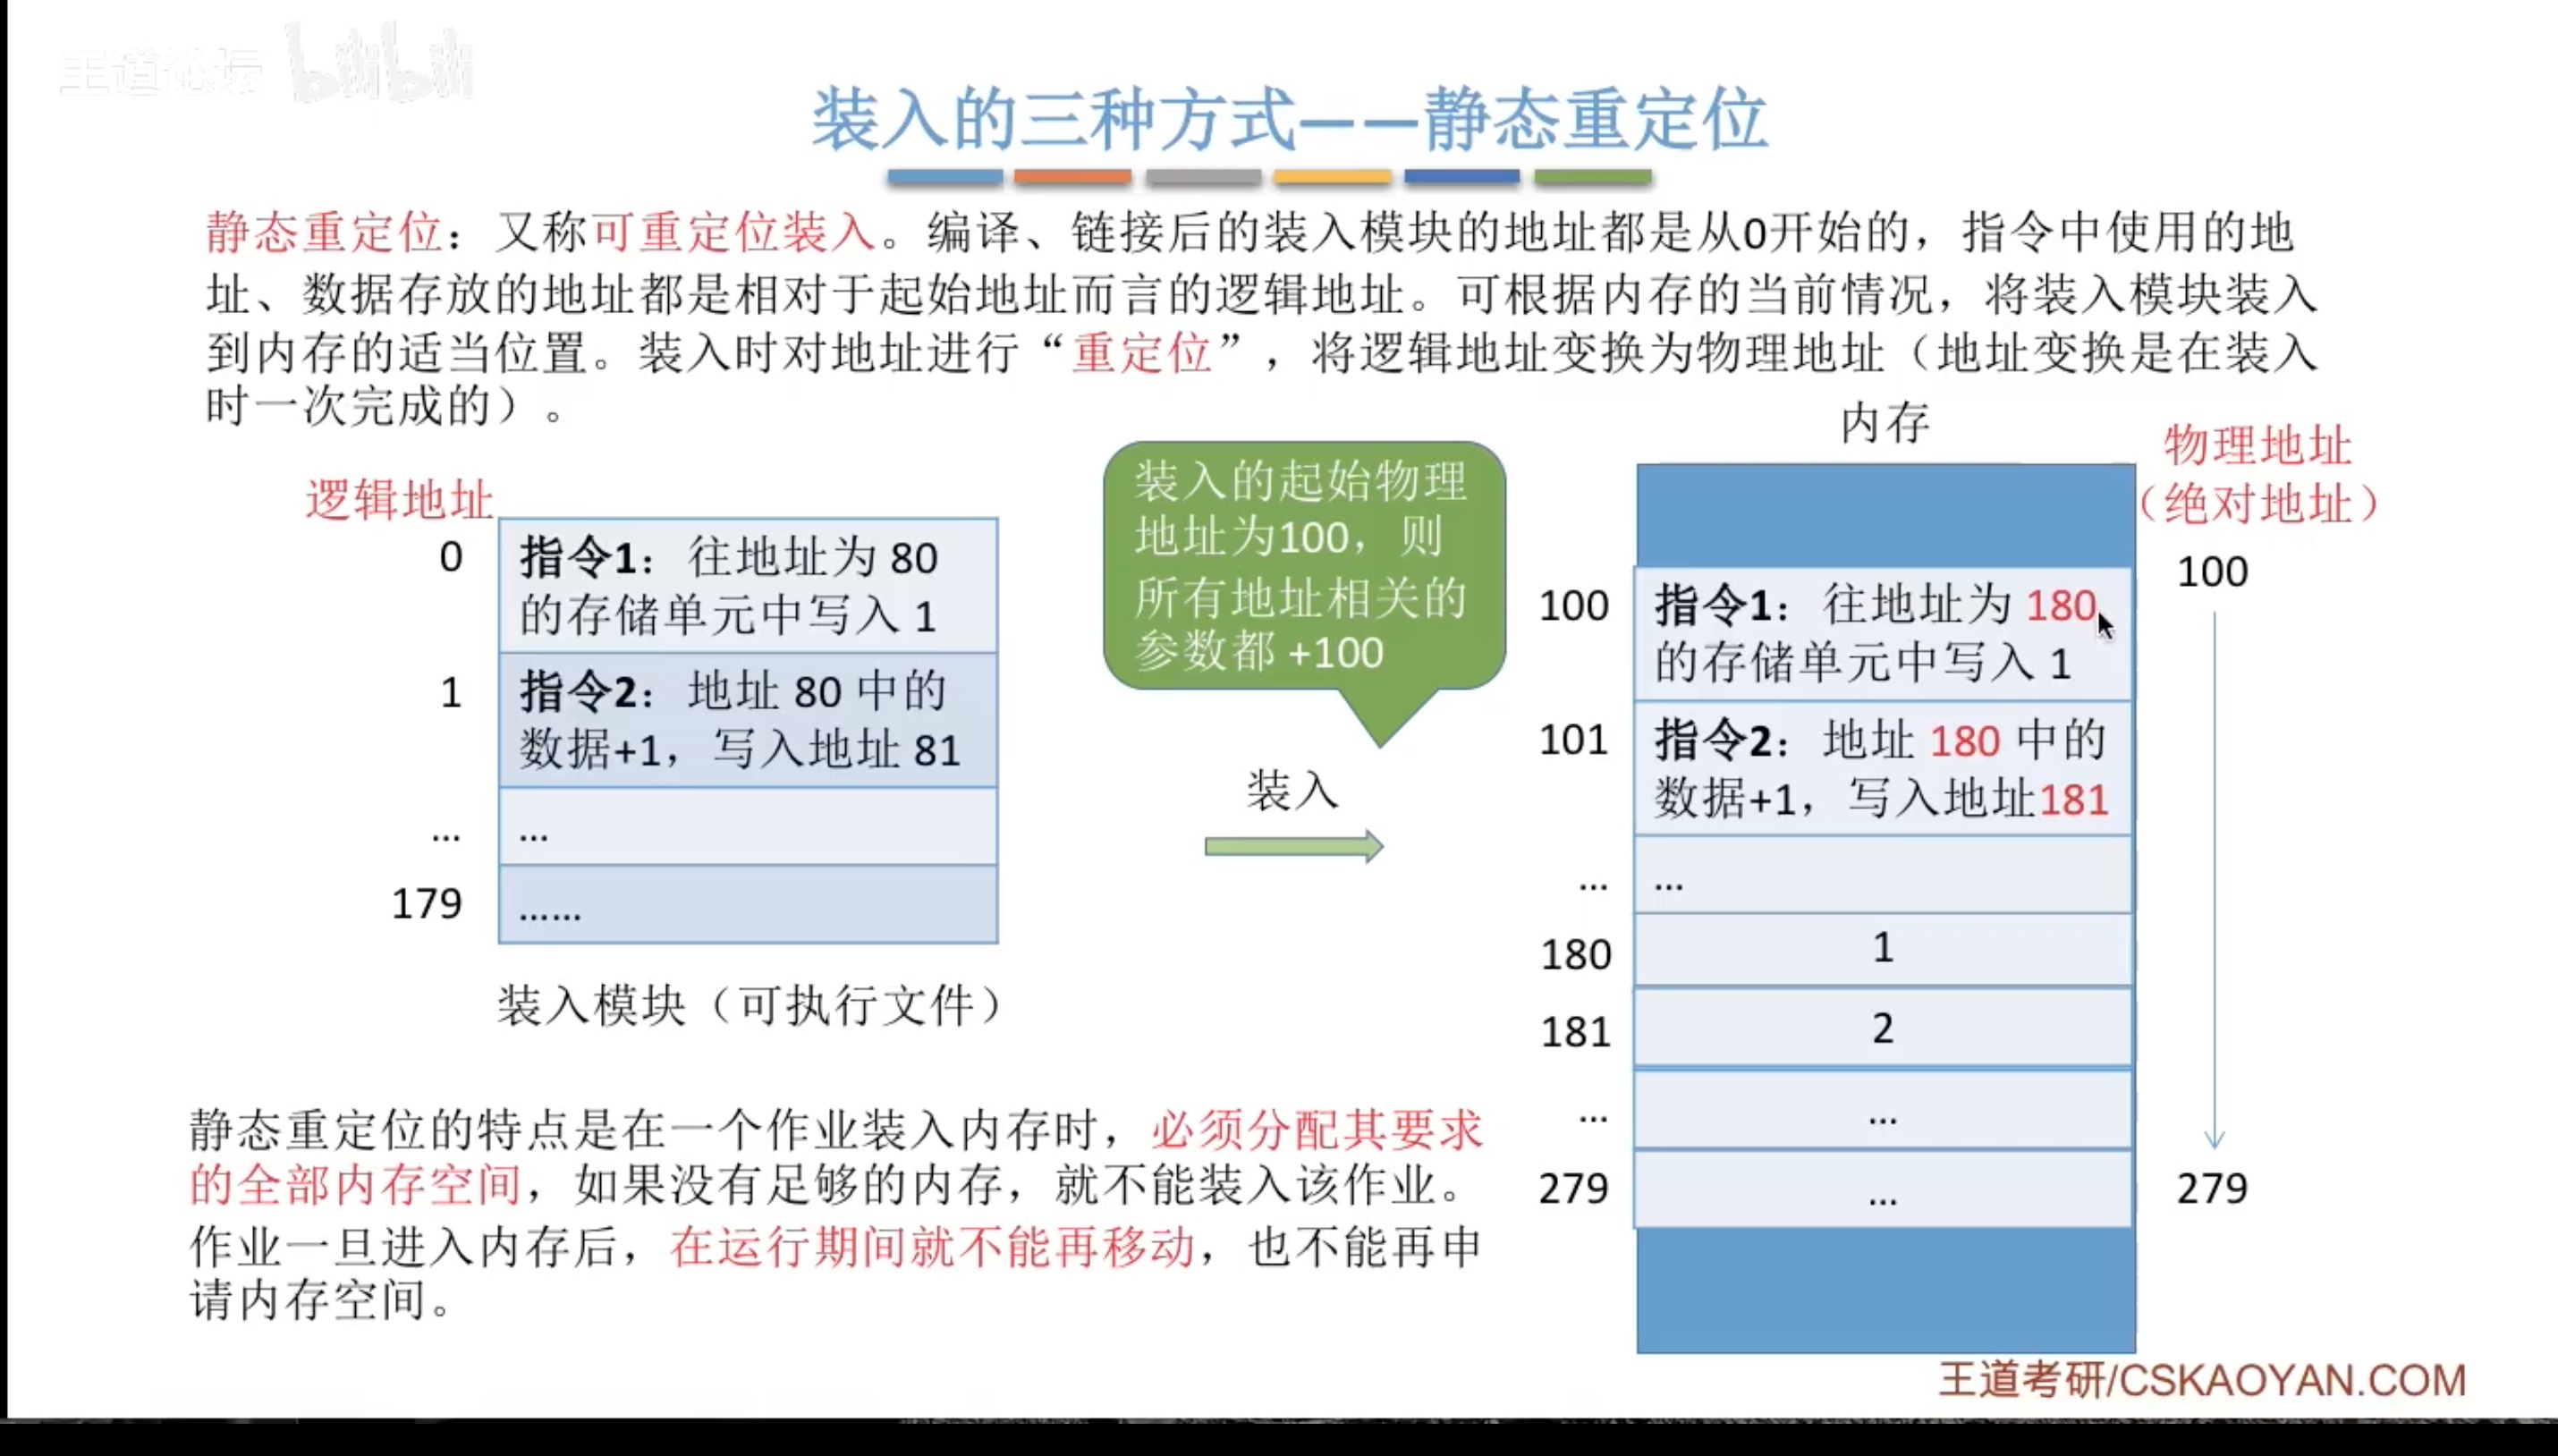 王道论坛 bilibili
装入的三种方式——静态重定位
静态重定位：又称可重定位装入。编译、链接后的装入模块的地址都是从0开始的，指令中使用的地
址、数据存放的地址都是相对于起始地址而言的逻辑地址。可根据内存的当前情况，将装入模块装入
到内存的适当位置。装入时对地址进行“重定位”，将逻辑地址变换为物理地址（地址变换是在装入
时一次完成的）。
逻辑地址
0
指令1：往地址为 80
的存储单元中写入 1
1
指令2：地址 80 中的
数据+1，写入地址 81
...
...
179
......
装入模块（可执行文件）
装入的起始物理
地址为100，则
所有地址相关的
参数都 +100
装入
内存
物理地址
（绝对地址）
100
指令1：往地址为 180
的存储单元中写入 1
100
101
指令2：地址 180 中的
数据+1，写入地址181
...
...
180
1
181
2
...
...
279
...
279
静态重定位的特点是在一个作业装入内存时，必须分配其要求
的全部内存空间，如果没有足够的内存，就不能装入该作业。
作业一旦进入内存后，在运行期间就不能再移动，也不能再申
请内存空间。
王道考研/CSKAOYAN.COM